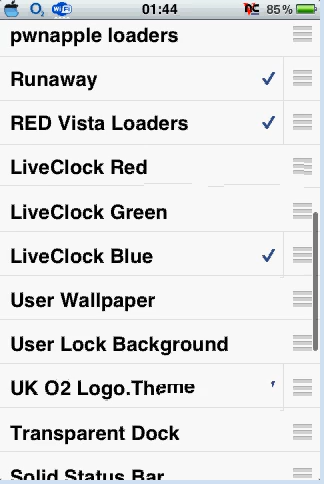 O2 WiFi 01:44 85%
pwnapple loaders
Runaway
RED Vista Loaders
LiveClock Red
LiveClock Green
LiveClock Blue
User Wallpaper
User Lock Background
UK O2 Logo.Theme
Transparent Dock
Solid Status Bar